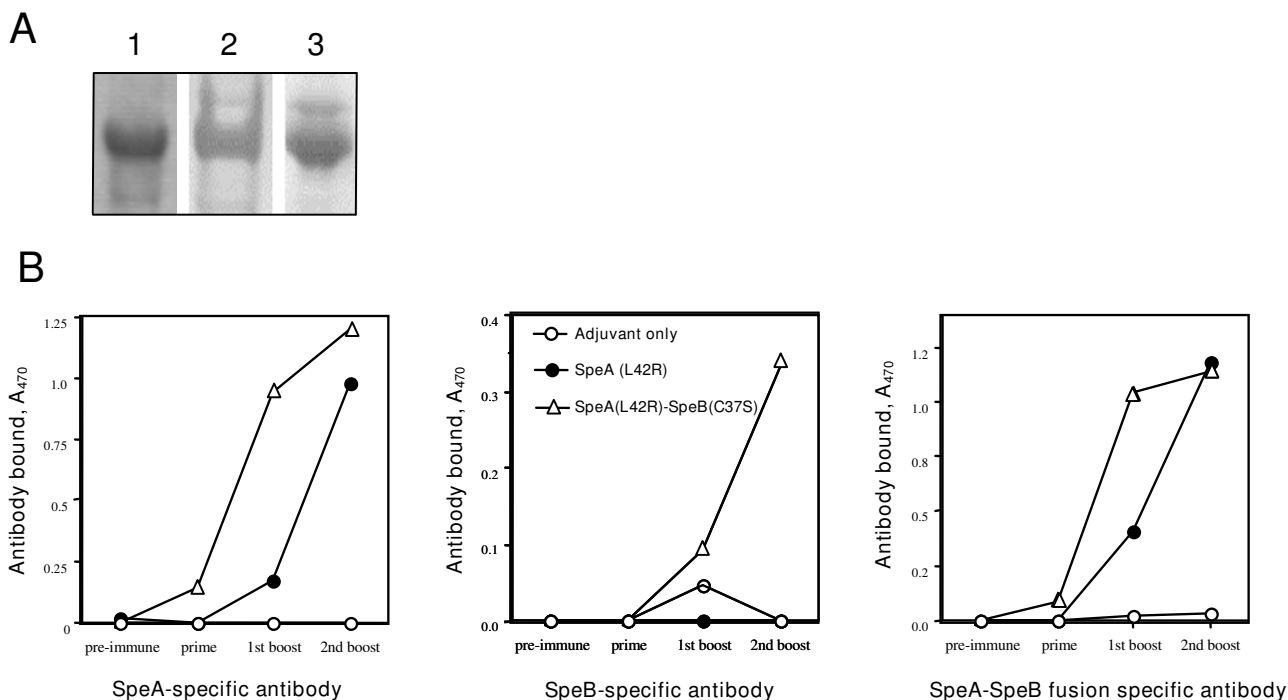 A
1 2 3
B
1.25
1.0
0.75
0.5
0.25
0
Antibody bound, A470
pre-immune prime 1st boost 2nd boost
SpeA-specific antibody
0.4
0.3
0.2
0.1
0.0
Antibody bound, A470
Adjuvant only
SpeA (L42R)
SpeA(L42R)-SpeB(C37S)
pre-immune prime 1st boost 2nd boost
SpeB-specific antibody
1.2
1.0
0.8
0.5
0.2
0.0
Antibody bound, A470
pre-immune prime 1st boost 2nd boost
SpeA-SpeB fusion specific antibody